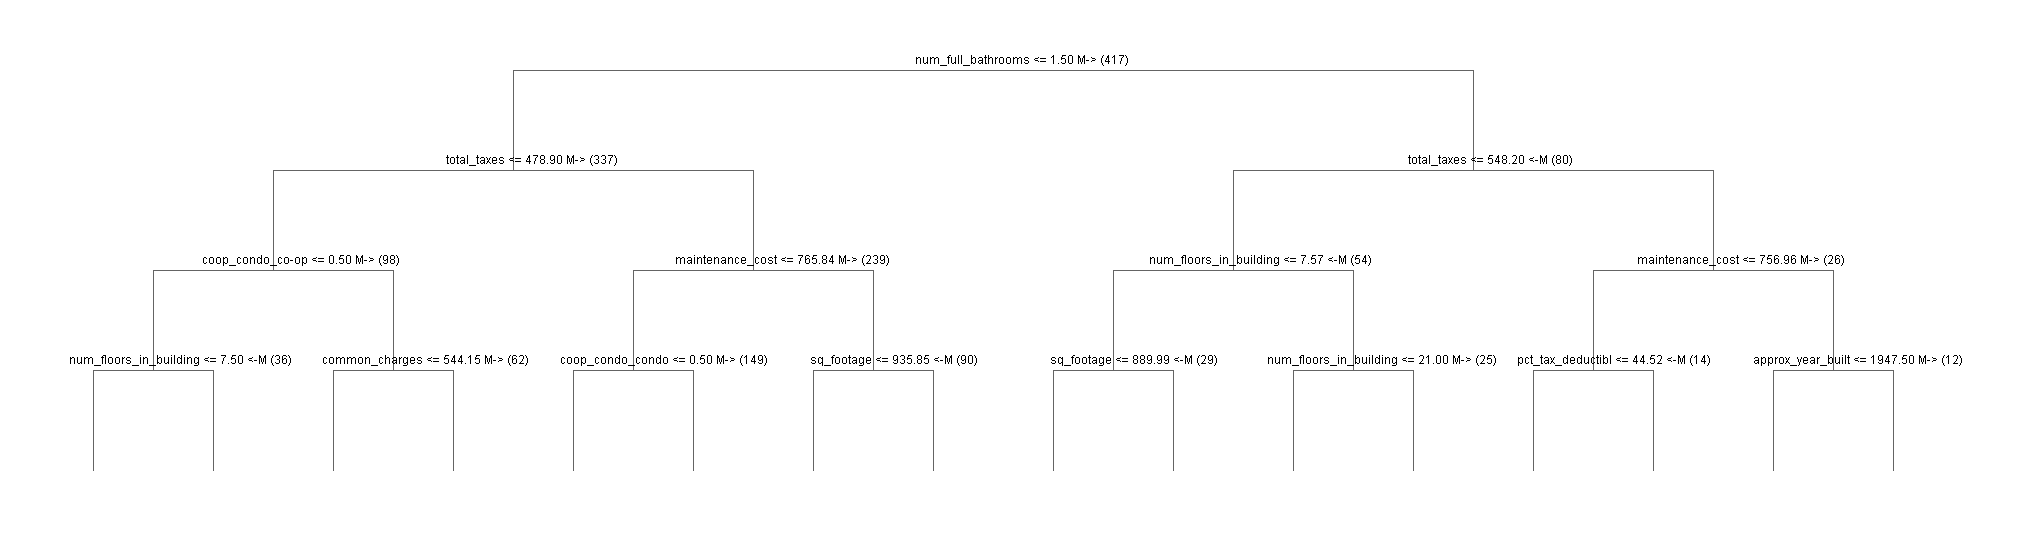 num_full_bathrooms <= 1.50 M-> (417)
total_taxes <= 478.90 M-> (337)
total_taxes <= 548.20 <-M (80)
coop_condo_co-op <= 0.50 M-> (98)
maintenance_cost <= 765.84 M-> (239)
num_floors_in_building <= 7.57 <-M (54)
maintenance_cost <= 756.96 M-> (26)
num_floors_in_building <= 7.50 <-M (36)
common_charges <= 544.15 M-> (62)
coop_condo_condo <= 0.50 M-> (149)
sq_footage <= 935.85 <-M (90)
sq_footage <= 889.99 <-M (29)
num_floors_in_building <= 21.00 M-> (25)
pct_tax_deductibl <= 44.52 <-M (14)
approx_year_built <= 1947.50 M-> (12)